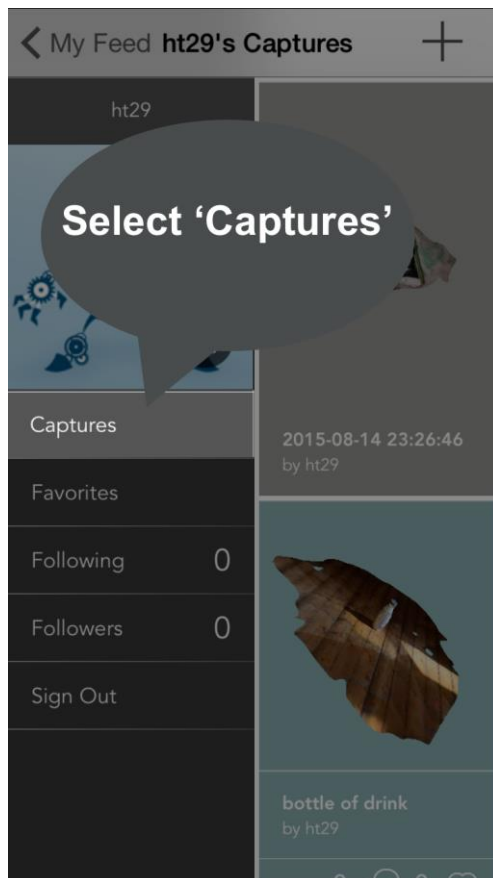 My Feed ht29's Captures
ht29
Select ‘Captures’
Captures
Favorites
Following 0
Followers 0
Sign Out
2015-08-14 23:26:46
by ht29
bottle of drink
by ht29